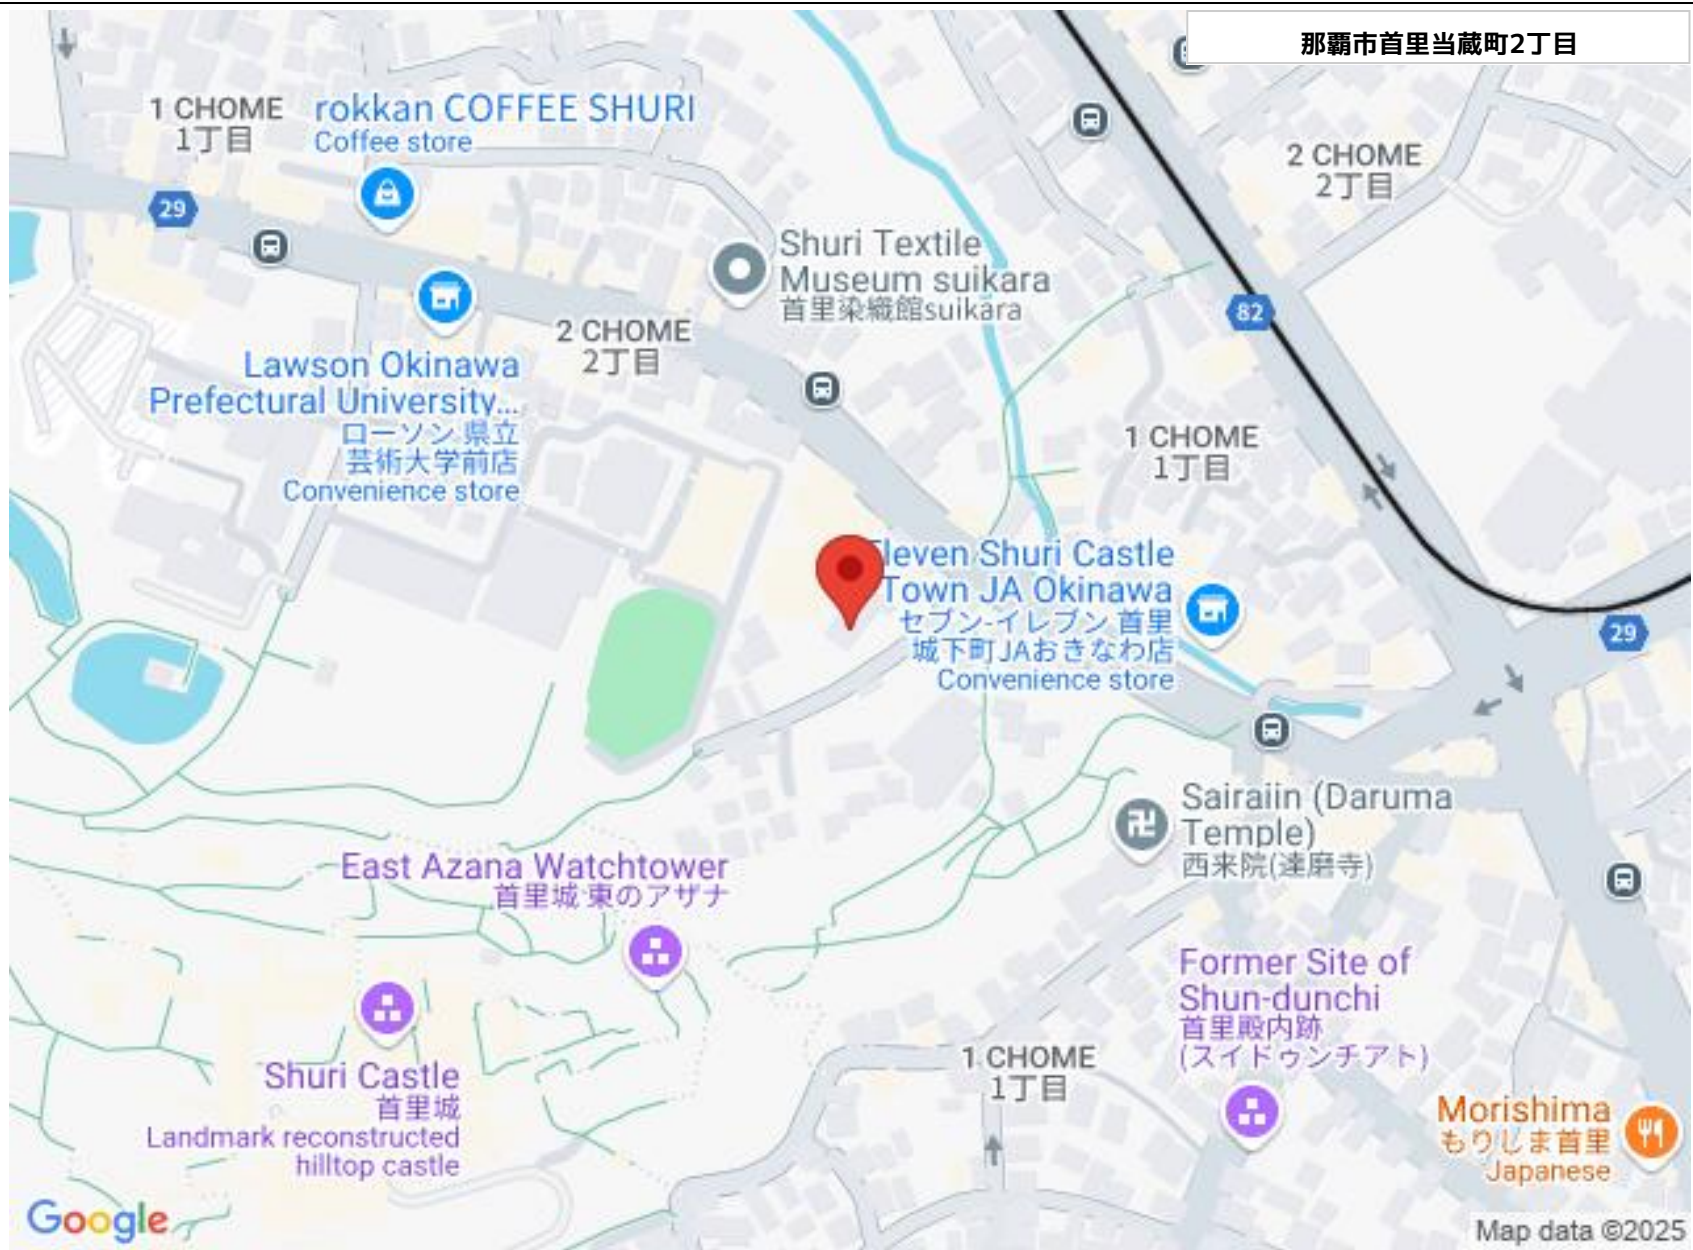 那覇市首里当蔵町2丁目
1 CHOME
1丁目
rokkan COFFEE SHURI
Coffee store
29
2 CHOME
2丁目
Shuri Textile
Museum suikara
首里染織館suikara
82
2 CHOME
2丁目
Lawson Okinawa
Prefectural University...
ローソン 県立
芸術大学前店
Convenience store
1 CHOME
1丁目
Eleven Shuri Castle
Town JA Okinawa
セブン-イレブン 首里
城下町JAおきなわ店
Convenience store
29
Sairaiin (Daruma
Temple)
西来院(達磨寺)
East Azana Watchtower
首里城 東のアザナ
Former Site of
Shun-dunchi
首里殿内跡
(スイドゥンチアト)
Shuri Castle
首里城
Landmark reconstructed
hilltop castle
1 CHOME
1丁目
Morishima
もりしま首里
Japanese
Google
Map data ©2025